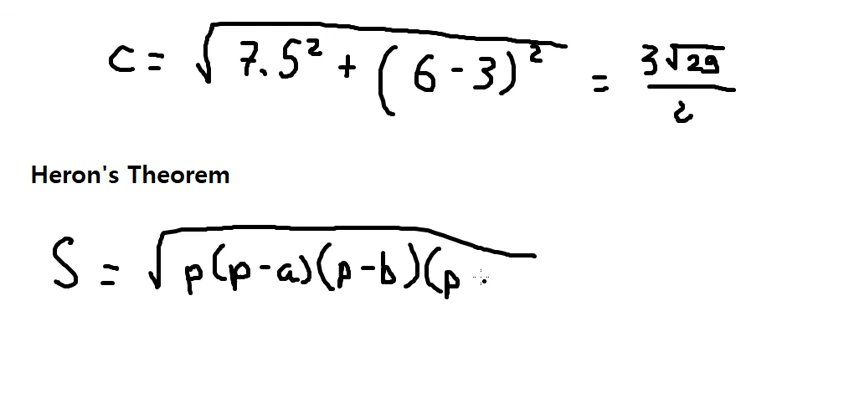 c = √7.5² + (6 - 3)² = 3√29 / 2
Heron's Theorem
S = √p(p-a)(p-b)(p